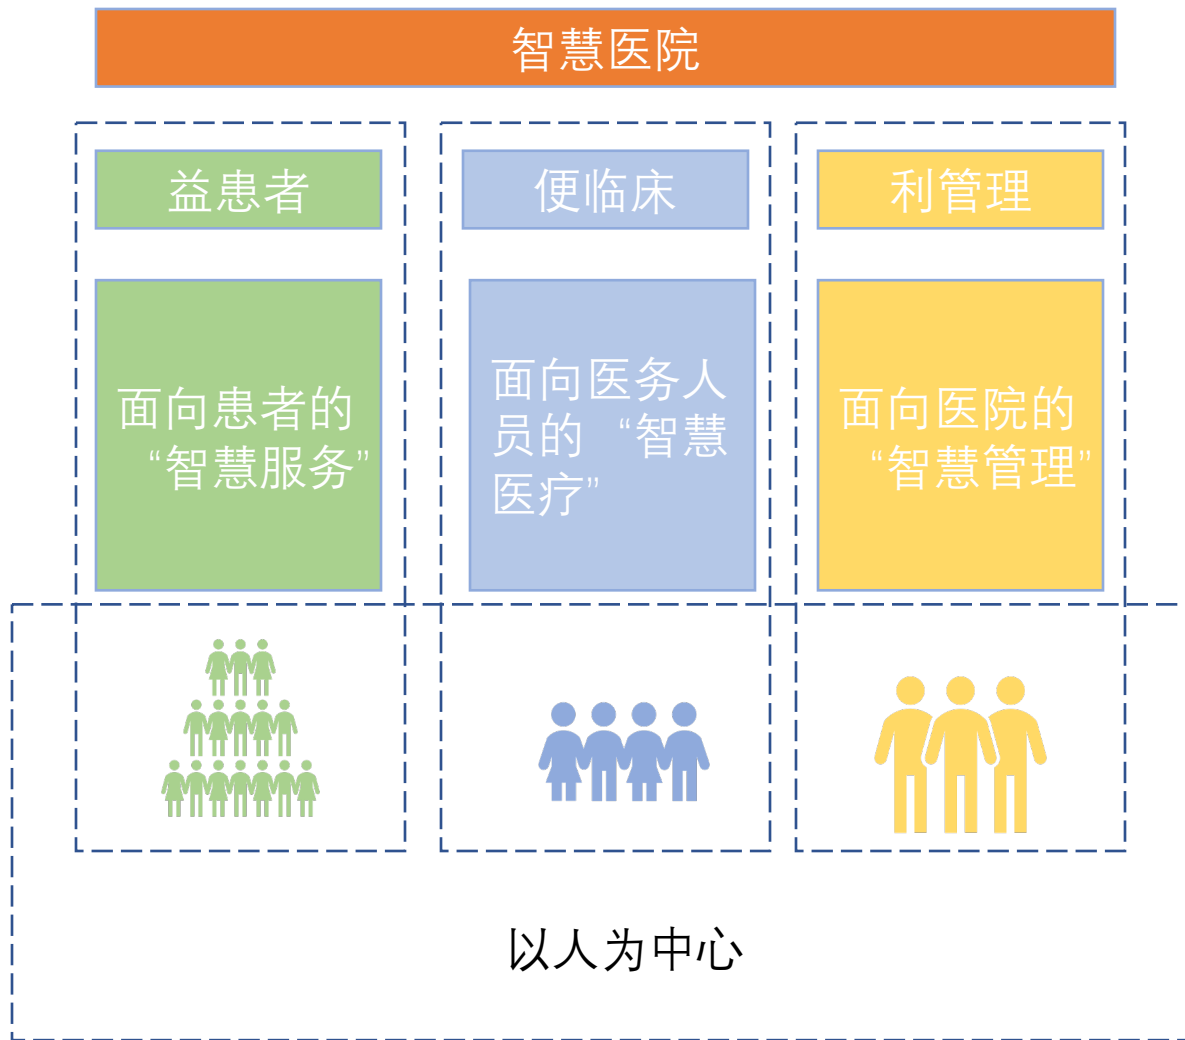 智慧医院
益患者
便临床
利管理
面向患者的
“智慧服务”
面向医务人
员的 “智慧
医疗”
面向医院的
“智慧管理”
以人为中心